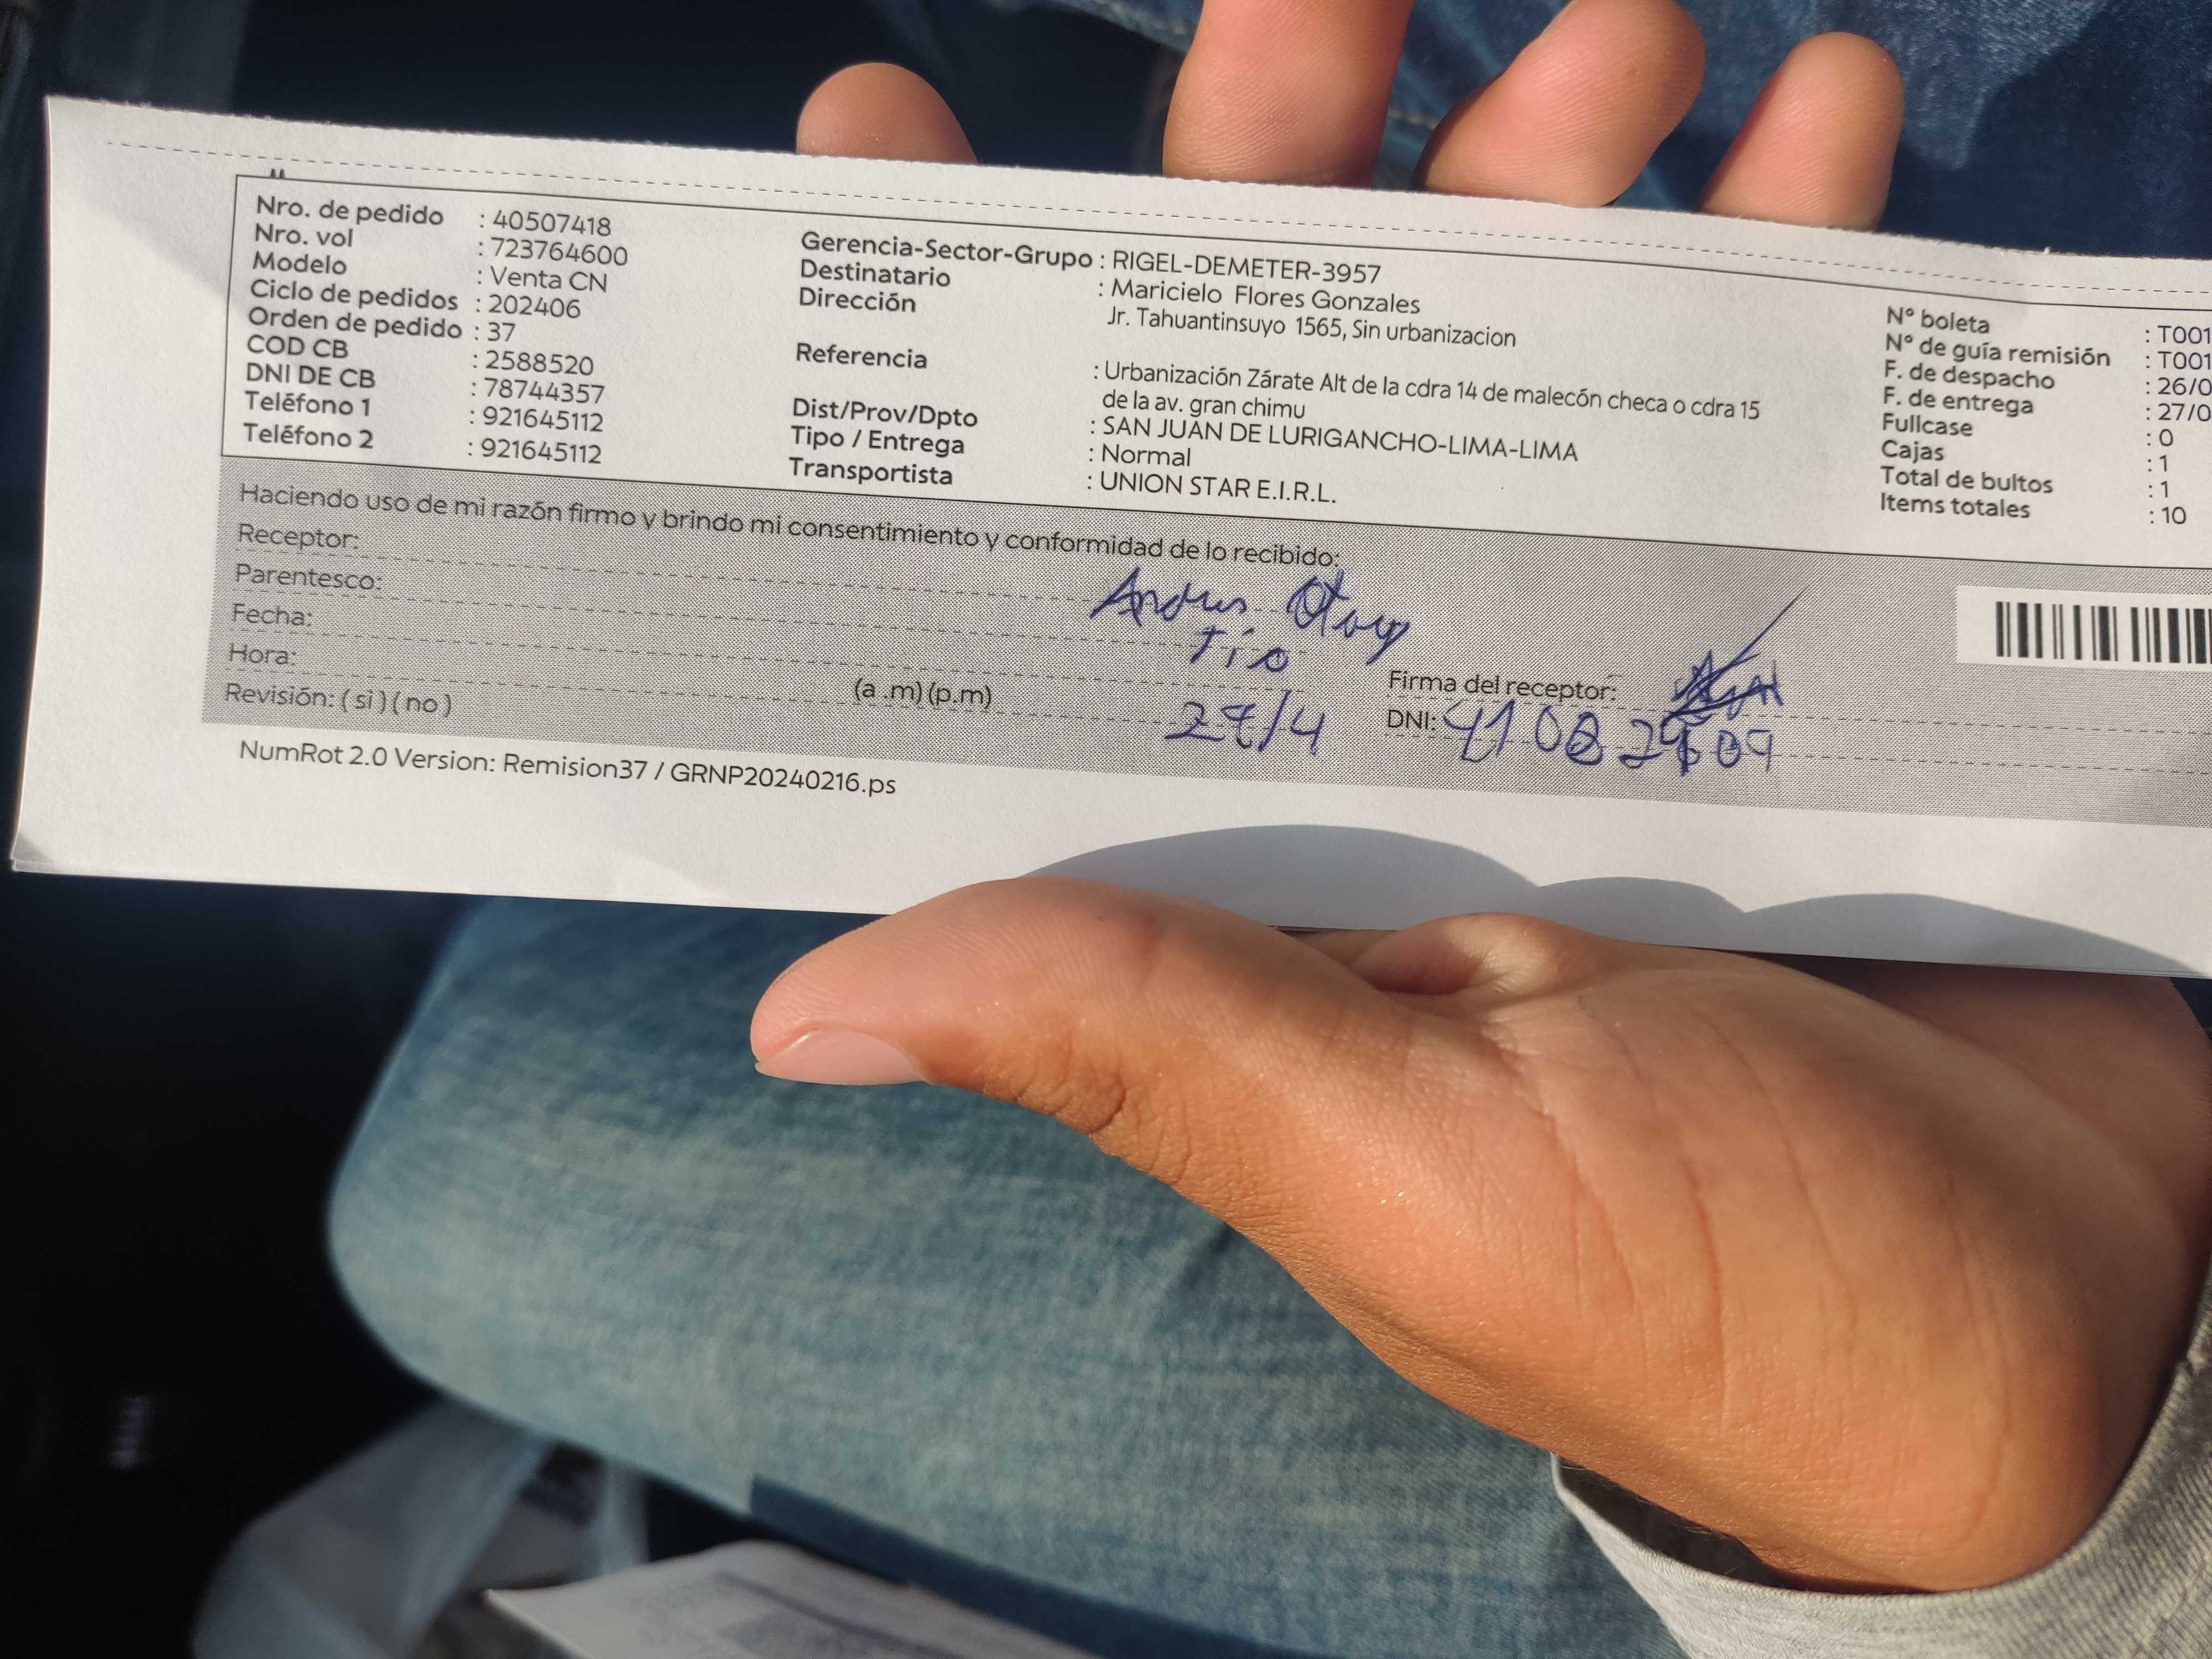 Nro. de pedido : 40507418
Nro. vol : 723764600
Modelo : Venta CN
Ciclo de pedidos : 202406
Orden de pedido : 37
COD CB : 2588520
DNI DE CB : 78744357
Teléfono 1 : 921645112
Teléfono 2 : 921645112
Gerencia-Sector-Grupo : RIGEL-DEMETER-3957
Destinatario : Maricielo Flores Gonzales
Dirección Jr. Tahuantinsuyo 1565, Sin urbanizacion
Referencia : Urbanización Zárate Alt de la cdra 14 de malecón checa o cdra 15
de la av. gran chimu
Dist/Prov/Dpto : SAN JUAN DE LURIGANCHO-LIMA-LIMA
Tipo / Entrega : Normal
Transportista : UNION STAR E.I.R.L.
N° boleta : T001
N° de guía remisión : T001
F. de despacho : 26/0
F. de entrega : 27/0
Fullcase : 0
Cajas : 1
Total de bultos : 1
Items totales : 10
Haciendo uso de mi razón firmo y brindo mi consentimiento y conformidad de lo recibido:
Receptor:
Parentesco: Tío
Fecha: 27/4
Hora: (a .m) (p.m)
Revisión: ( si ) ( no )
Firma del receptor:
DNI:
NumRot 2.0 Version: Remision37 / GRNP20240216.ps